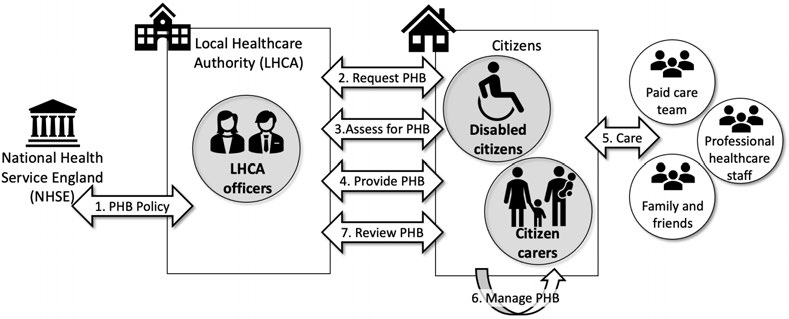 Local Healthcare
Authority (LHCA)
Citizens
National Health
Service England
(NHSE)
1. PHB Policy
LHCA
officers
2. Request PHB
3.Assess for PHB
4. Provide PHB
7. Review PHB
Disabled
citizens
Citizen
carers
6. Manage PHB
5. Care
Paid care
team
Professional
healthcare
staff
Family and
friends